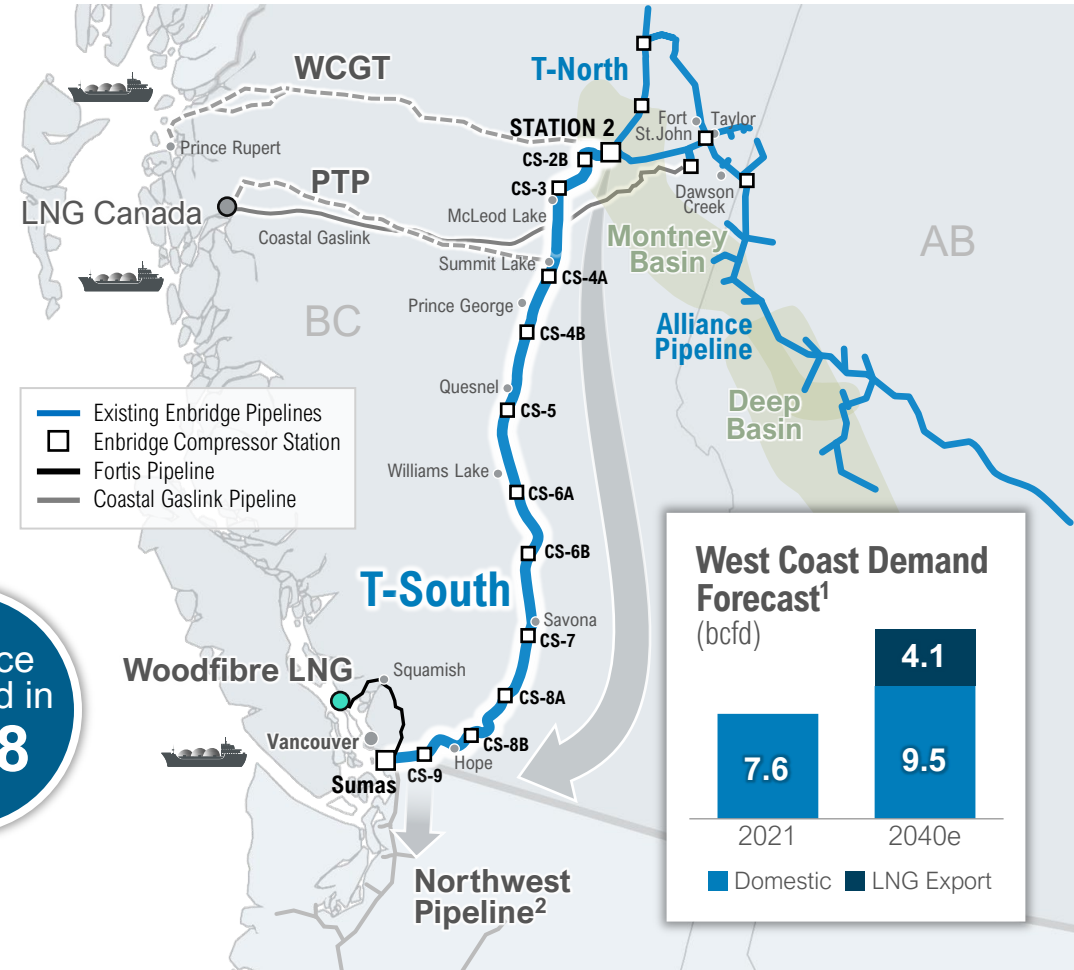 WCGT
T-North
Fort
St.John
Taylor
STATION 2
Prince Rupert
CS-2B
PTP
CS-3
Dawson
Creek
LNG Canada
McLeod Lake
Coastal Gaslink
Montney
Basin
AB
Summit Lake
CS-4A
BC
Prince George
CS-4B
Alliance
Pipeline
Quesnel
CS-5
Deep
Basin
Existing Enbridge Pipelines
Enbridge Compressor Station
Fortis Pipeline
Coastal Gaslink Pipeline
Williams Lake
CS-6A
CS-6B
T-South
Savona
CS-7
Woodfibre LNG
Squamish
CS-8A
Vancouver
CS-8B
Hope
Sumas
CS-9
Northwest
Pipeline²
d in
8
West Coast Demand
Forecast¹
(bcfd)
4.1
7.6
9.5
2021
2040e
Domestic
LNG Export